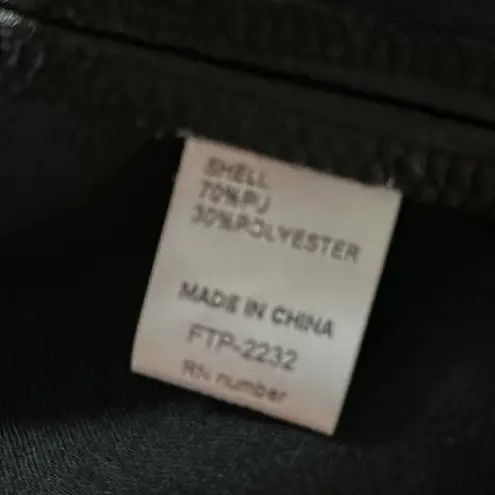 SHELL
70%PU
30%POLYESTER
MADE IN CHINA
FTP-2232
RN number